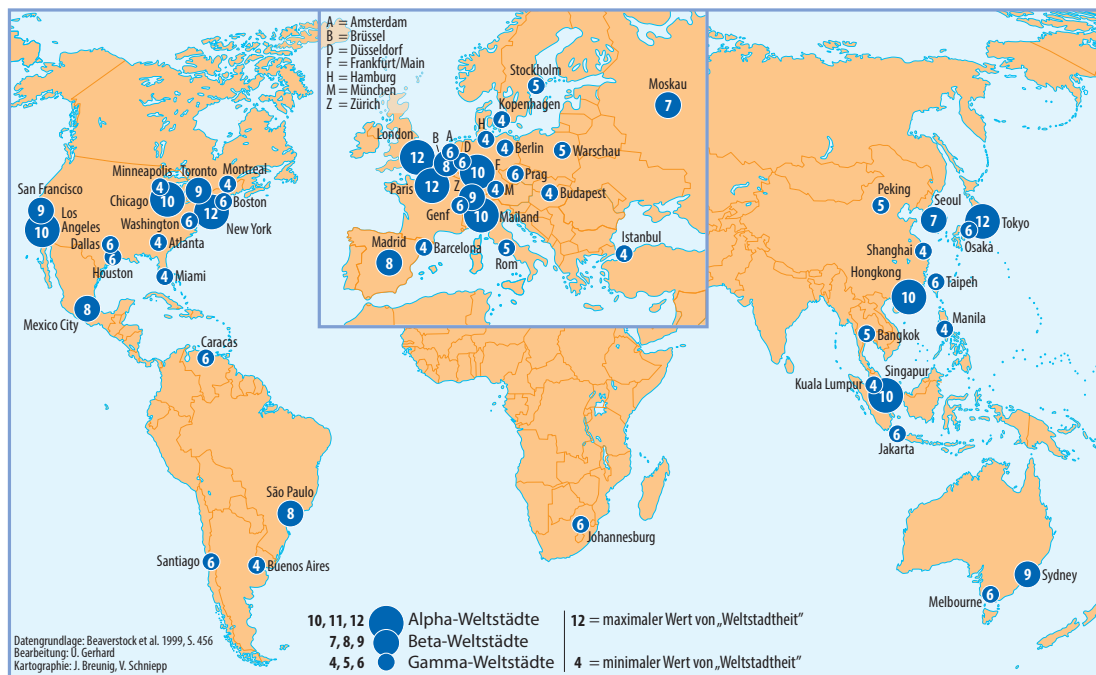 A = Amsterdam
B = Brüssel
D = Düsseldorf
F = Frankfurt/Main
H = Hamburg
M = München
Z = Zürich
Stockholm
6
Moskau
7
Kopenhagen
4
H
4
London
12
B
A
6
8
D
6
4
Berlin
5
Warschau
10
F
6
Prag
Paris
12
Z
9
4
M
4
Budapest
Genf
6
10
Mailand
Madrid
8
4
Barcelona
5
Rom
Istanbul
4
Minneapolis
4
Toronto
9
Montreal
4
San Francisco
9
Chicago
10
6
Boston
12
New York
Los
Angeles
10
Washington
6
Dallas
6
4
Atlanta
6
Houston
4
Miami
8
Mexico City
Caracas
6
São Paulo
8
Santiago
6
4
Buenos Aires
6
Johannesburg
Peking
5
Seoul
7
12
Tokyo
6
Osaka
Shanghai
4
Hongkong
10
6
Taipeh
Manila
4
5
Bangkok
Singapur
Kuala Lumpur
4
10
6
Jakarta
9
Sydney
Melbourne
6
10, 11, 12 Alpha-Weltstädte
7, 8, 9 Beta-Weltstädte
4, 5, 6 Gamma-Weltstädte
12 = maximaler Wert von „Weltstadtheit”
4 = minimaler Wert von „Weltstadtheit”
Datengrundlage: Beaverstock et al. 1999, S. 456
Bearbeitung: U. Gerhard
Kartographie: J. Breunig, V. Schniepp